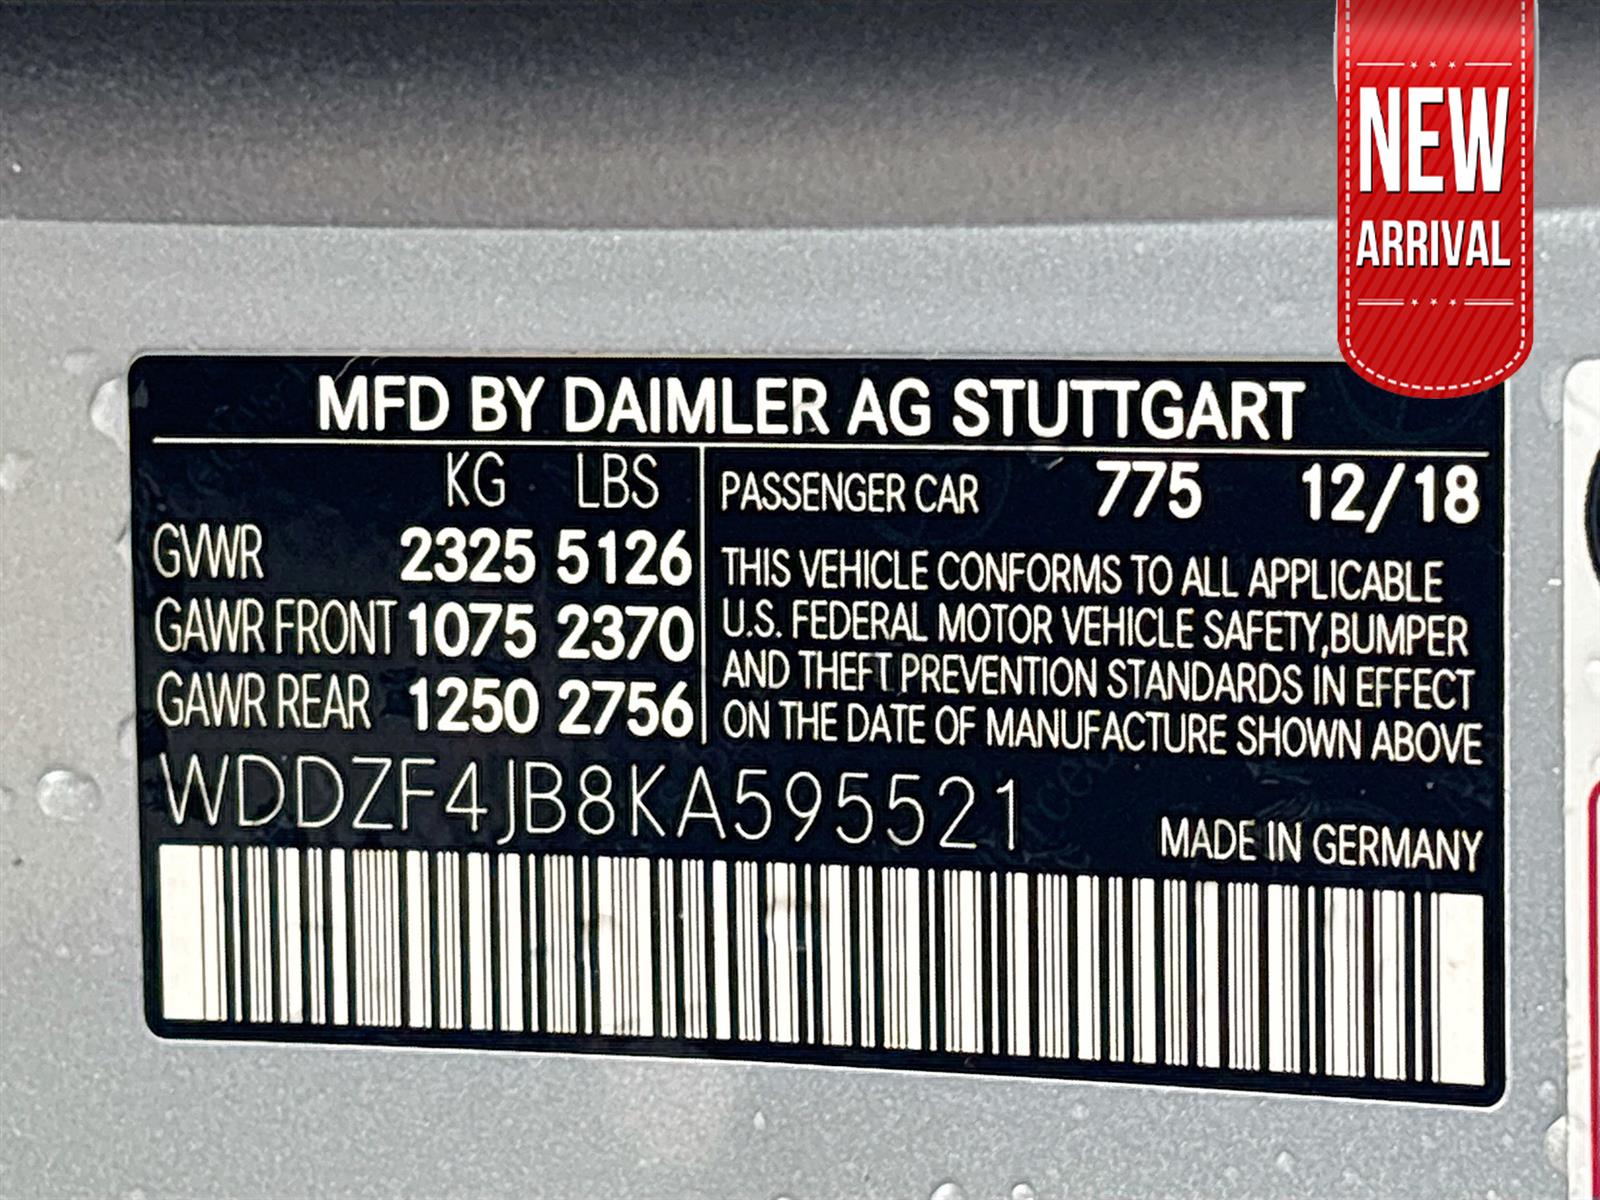 NEW
ARRIVAL
MFD BY DAIMLER AG STUTTGART
KG LBS
GVWR 2325 5126
GAWR FRONT 1075 2370
GAWR REAR 1250 2756
PASSENGER CAR 775 12/18
THIS VEHICLE CONFORMS TO ALL APPLICABLE
U.S. FEDERAL MOTOR VEHICLE SAFETY,BUMPER
AND THEFT PREVENTION STANDARDS IN EFFECT
ON THE DATE OF MANUFACTURE SHOWN ABOVE
WDDZF4JB8KA595521
MADE IN GERMANY